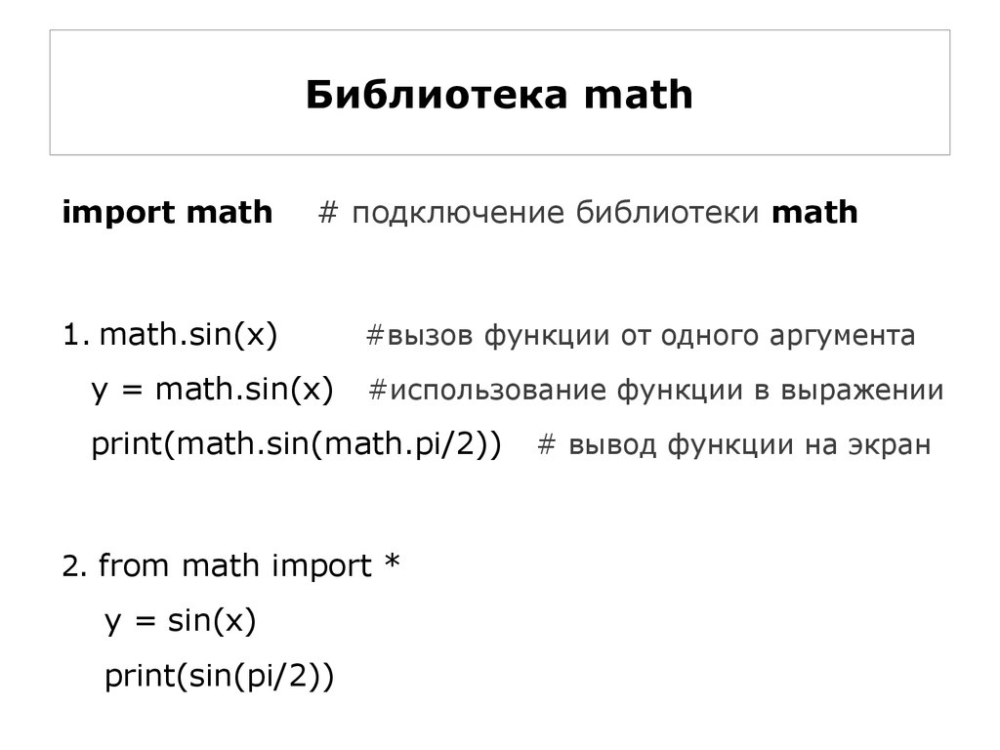 Библиотека math
import math # подключение библиотеки math
1. math.sin(x) #вызов функции от одного аргумента
y = math.sin(x) #использование функции в выражении
print(math.sin(math.pi/2)) # вывод функции на экран
2. from math import *
y = sin(x)
print(sin(pi/2))